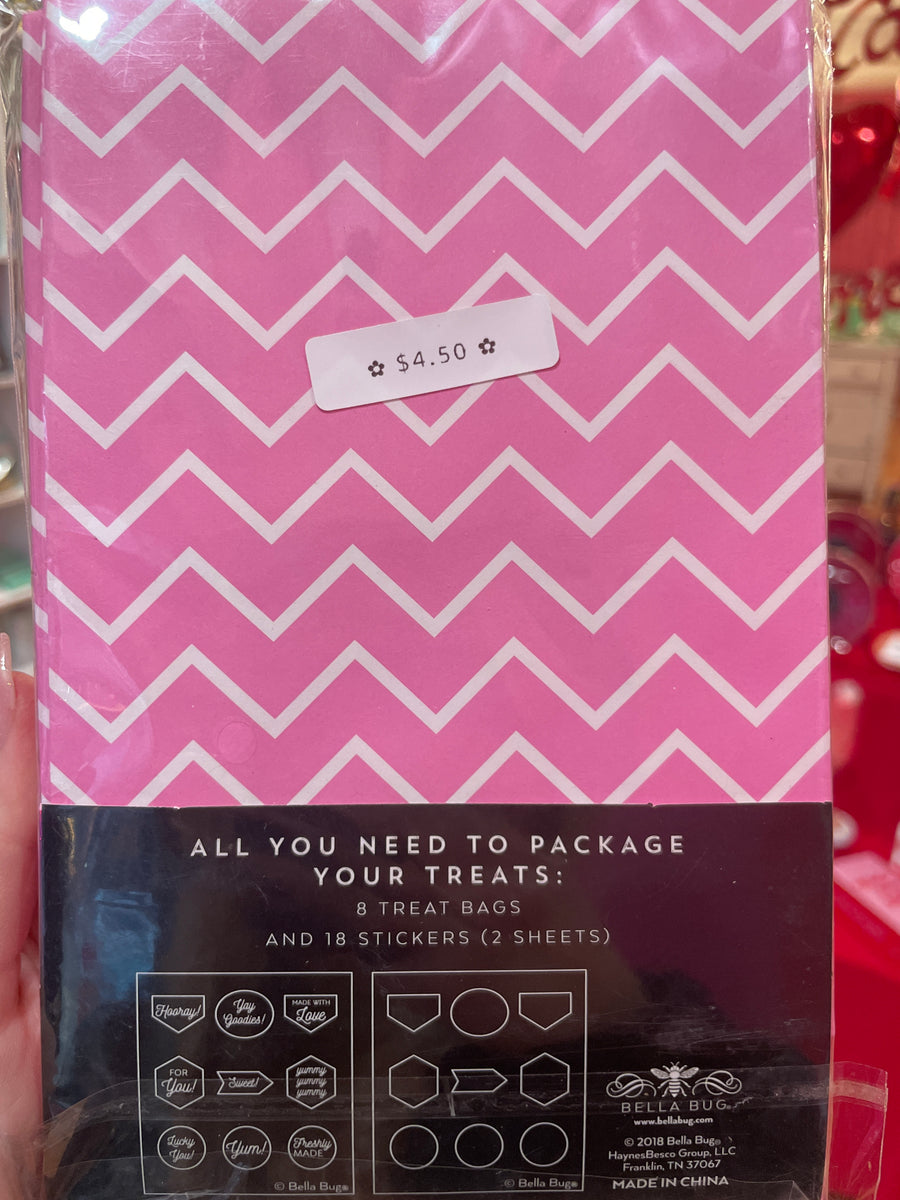 ✿ $4.50 ✿
ALL YOU NEED TO PACKAGE
YOUR TREATS:
8 TREAT BAGS
AND 18 STICKERS (2 SHEETS)
Hooray!
Yay
Goodies!
MADE WITH
Love
FOR
You!
Sweet!
yummy
yummy
yummy
Lucky
You!
Yum!
Freshly
MADE
© Bella Bug®
© Bella Bug®
BELLA BUG
www.bellabug.com
© 2018 Bella Bug®
HaynesBesco Group, LLC
Franklin, TN 37067
MADE IN CHINA